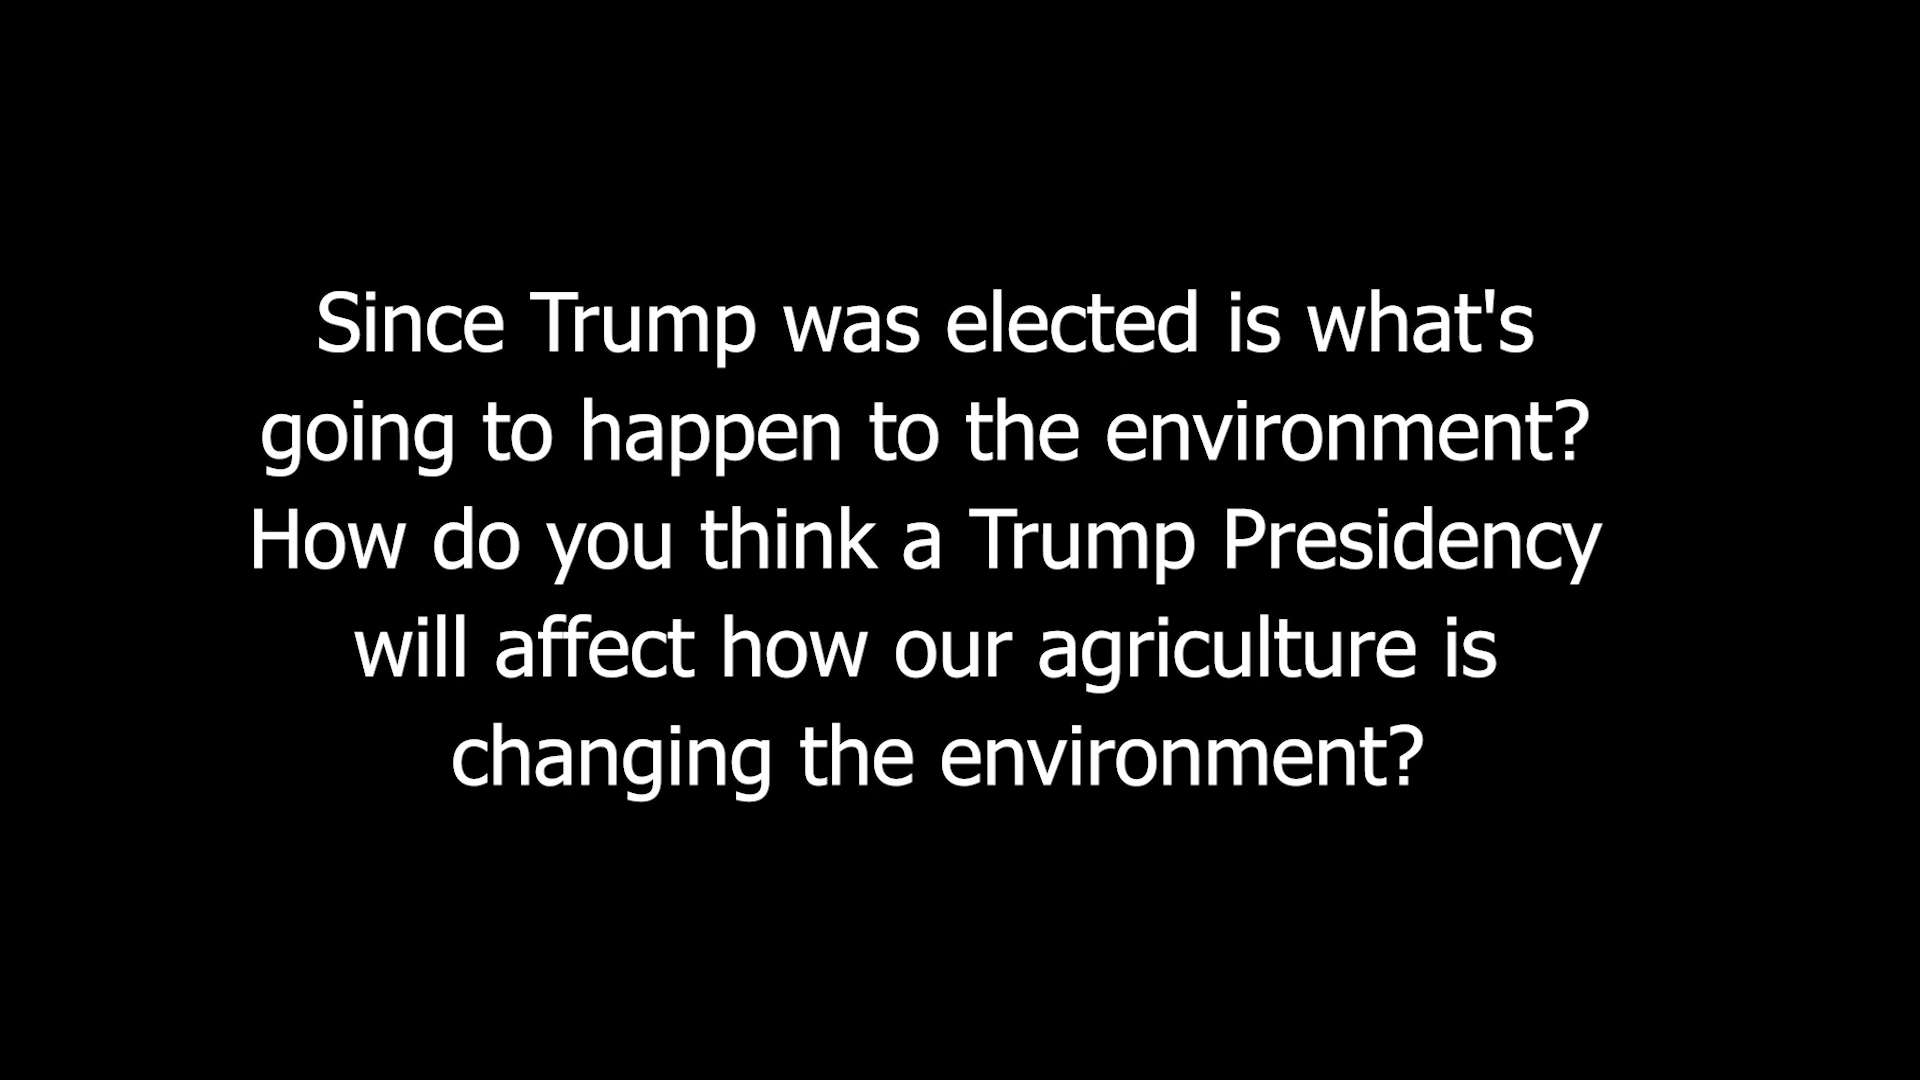 Since Trump was elected is what's
going to happen to the environment?
How do you think a Trump Presidency
will affect how our agriculture is
changing the environment?